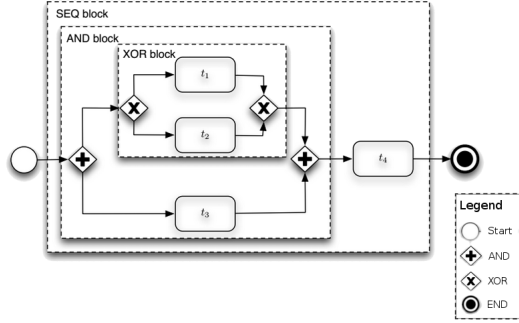 SEQ block
AND block
XOR block
t1
t2
t3
t4
Legend
Start
AND
XOR
END